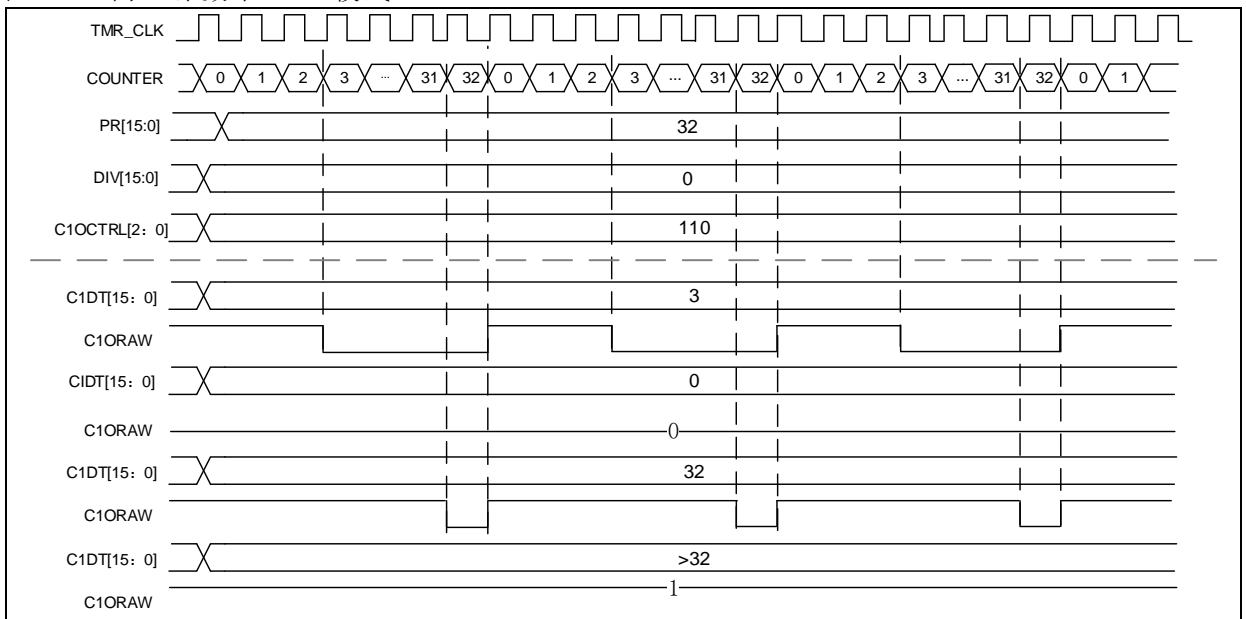 TMR_CLK
COUNTER 0 1 2 3 ... 31 32 0 1 2 3 ... 31 32 0 1 2 3 ... 31 32 0 1
PR[15:0] 32
DIV[15:0] 0
C1OCTRL[2：0] 110
C1DT[15：0] 3
C1ORAW
CIDT[15：0] 0
C1ORAW 0
C1DT[15：0] 32
C1ORAW
C1DT[15：0] >32
C1ORAW 1